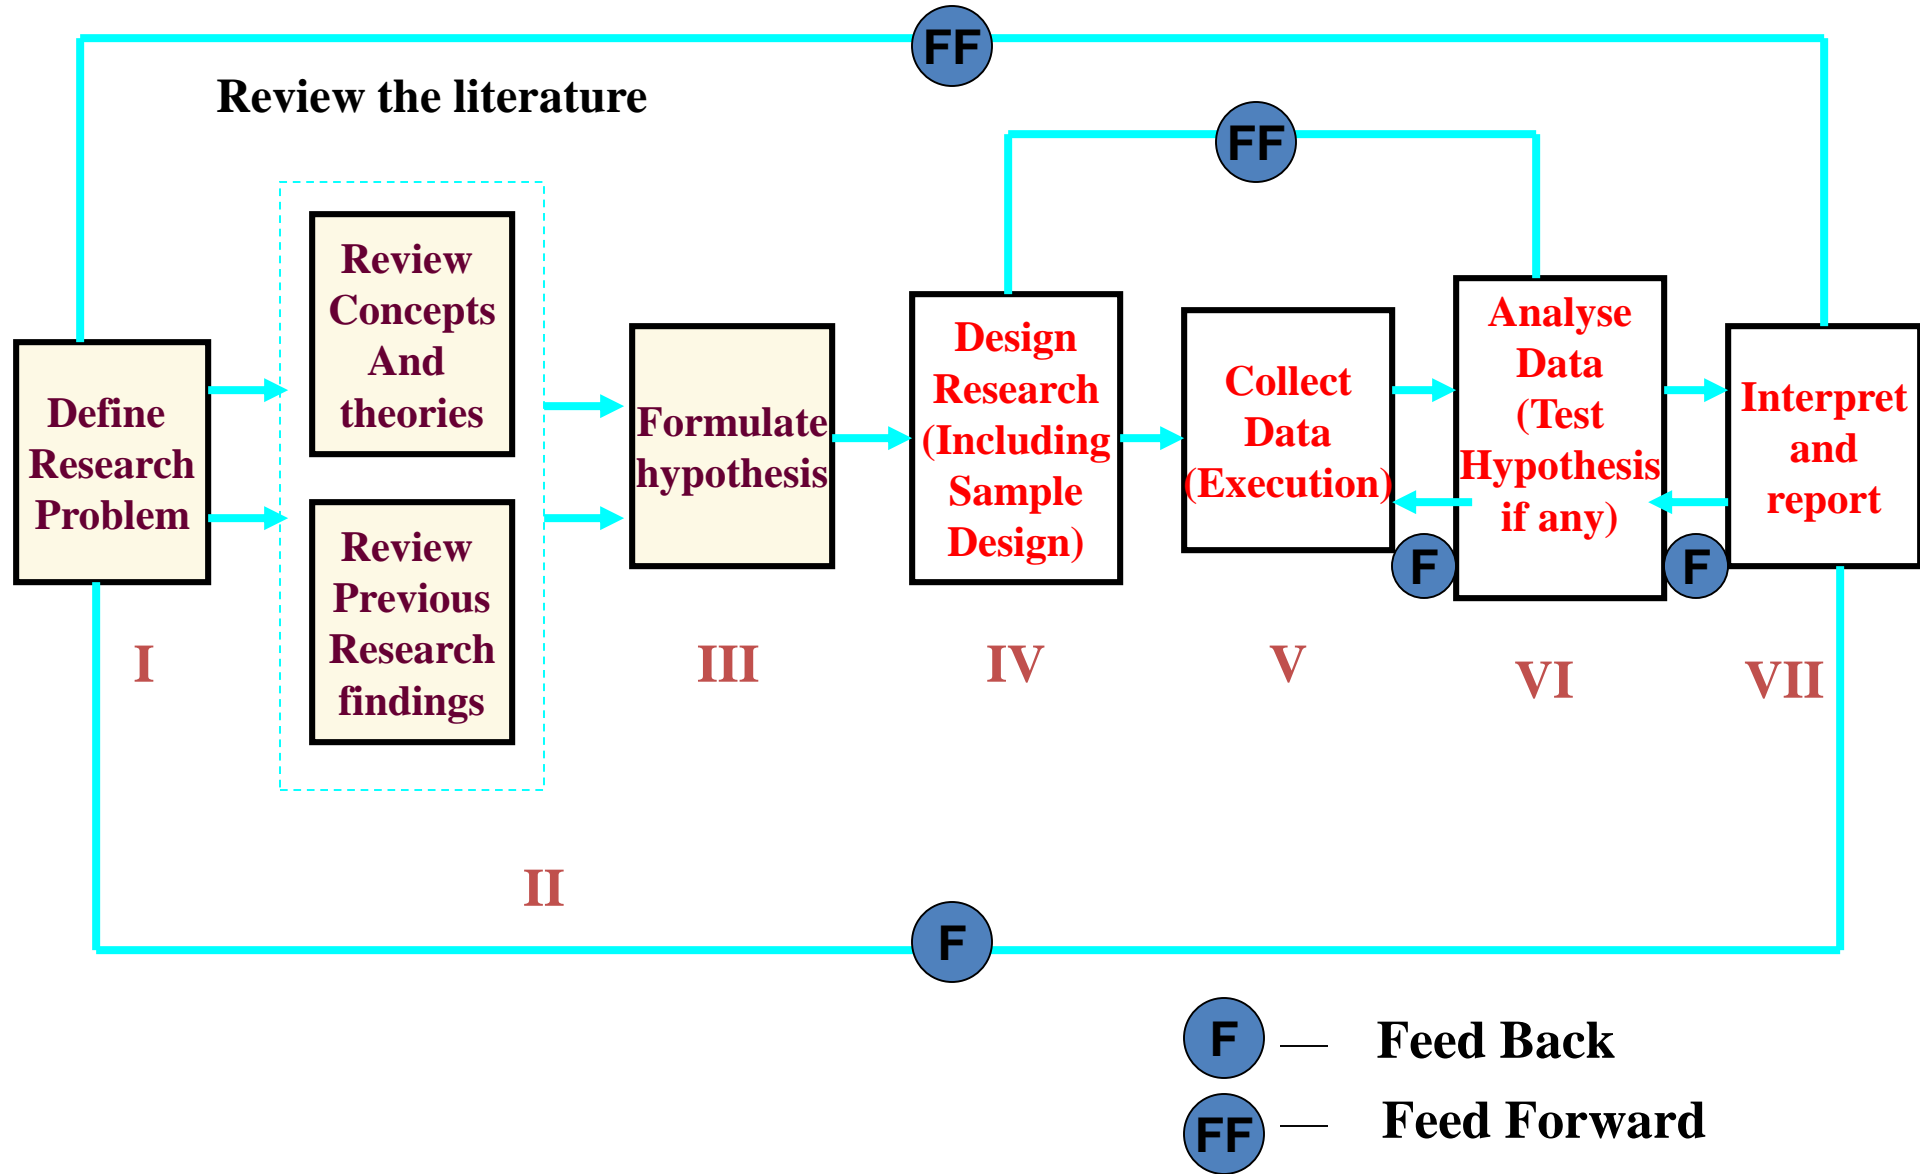 FF
Review the literature
FF
Define
Research
Problem
I
Review
Concepts
And
theories
Review
Previous
Research
findings
II
Formulate
hypothesis
III
Design
Research
(Including
Sample
Design)
IV
Collect
Data
(Execution)
V
F
Analyse
Data
(Test
Hypothesis
if any)
VI
F
Interpret
and
report
VII
F
F — Feed Back
FF — Feed Forward